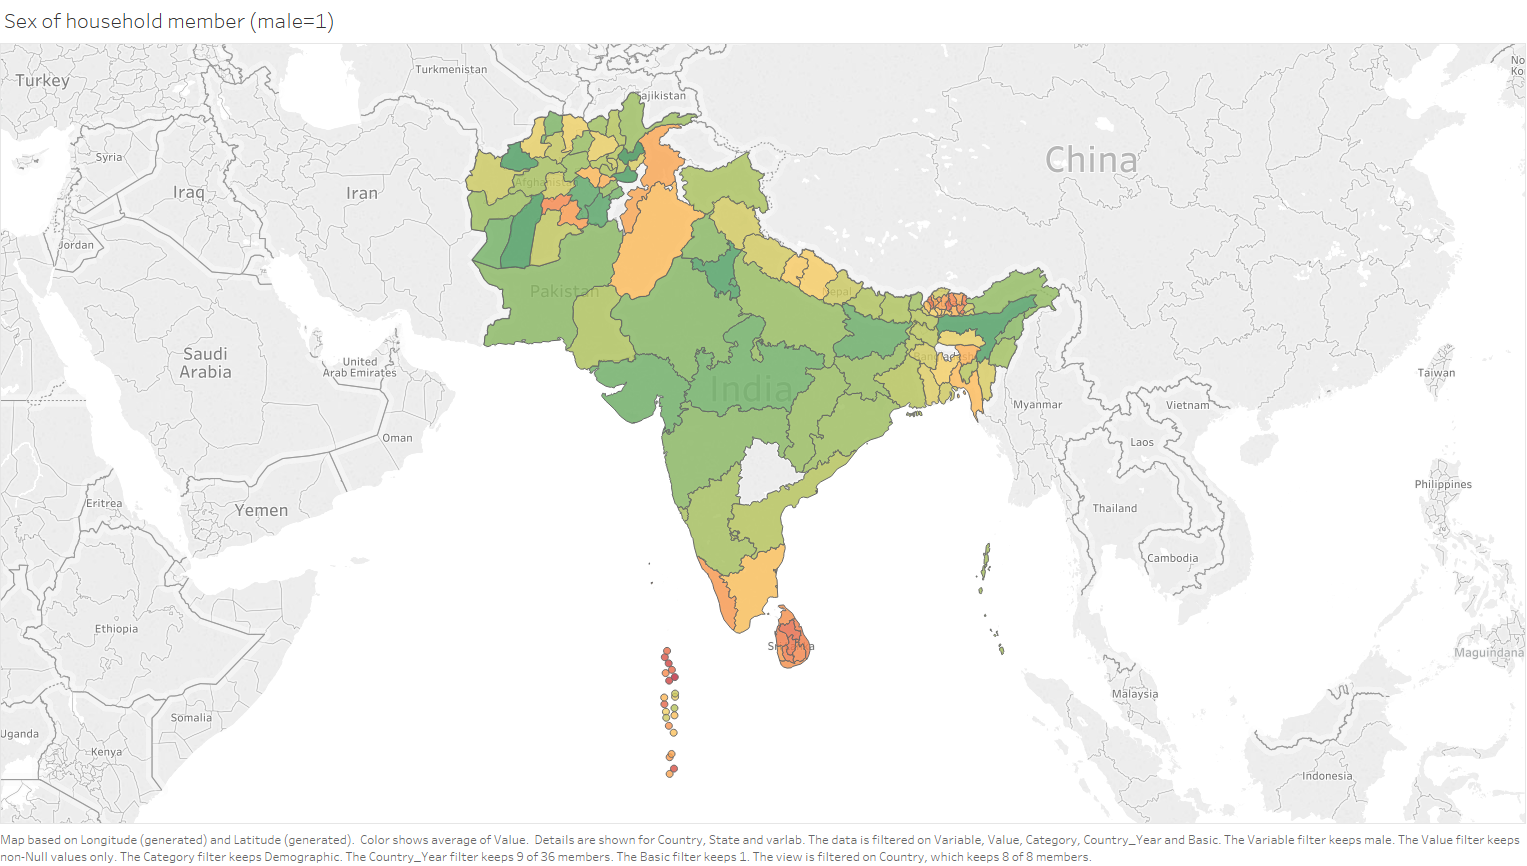 Sex of household member (male=1)
Turkey
Turkmenistan
ajikistan
No
Ko
Syria
Iraq
Iran
Afghanistan
China
Jordan
Pakistan
Nepal
Saudi
Arabia
United
Arab Emirates
Bangladesh
India
Taiwan
Oman
Myanmar
Vietnam
Laos
Eritrea
Yemen
Philippines
Thailand
Cambodia
Ethiopia
Maguindana
Malaysia
Somalia
Uganda
Kenya
Indonesia
Map based on Longitude (generated) and Latitude (generated). Color shows average of Value. Details are shown for Country, State and varlab. The data is filtered on Variable, Value, Category, Country_Year and Basic. The Variable filter keeps male. The Value filter keeps
non-Null values only. The Category filter keeps Demographic. The Country_Year filter keeps 9 of 36 members. The Basic filter keeps 1. The view is filtered on Country, which keeps 8 of 8 members.